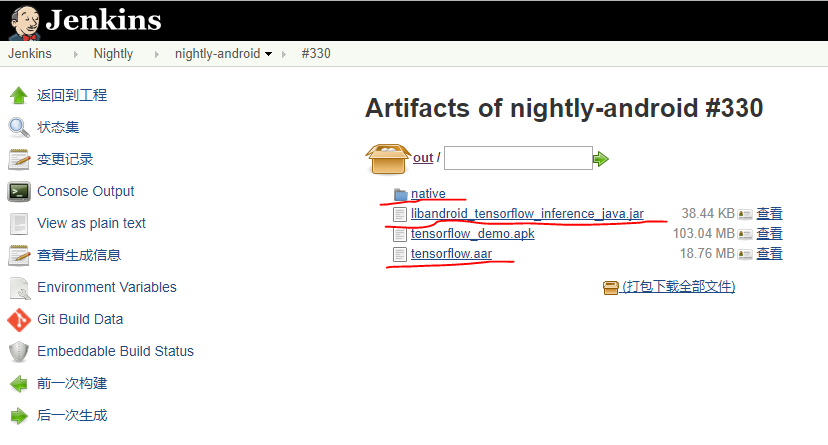 Jenkins
Jenkins Nightly nightly-android #330
返回到工程
状态集
变更记录
Console Output
View as plain text
查看生成信息
Environment Variables
Git Build Data
Embeddable Build Status
前一次构建
后一次生成
Artifacts of nightly-android #330
out /
native
libandroid_tensorflow_inference_java.jar 38.44 KB 查看
tensorflow_demo.apk 103.04 MB 查看
tensorflow.aar 18.76 MB 查看
(打包下载全部文件)